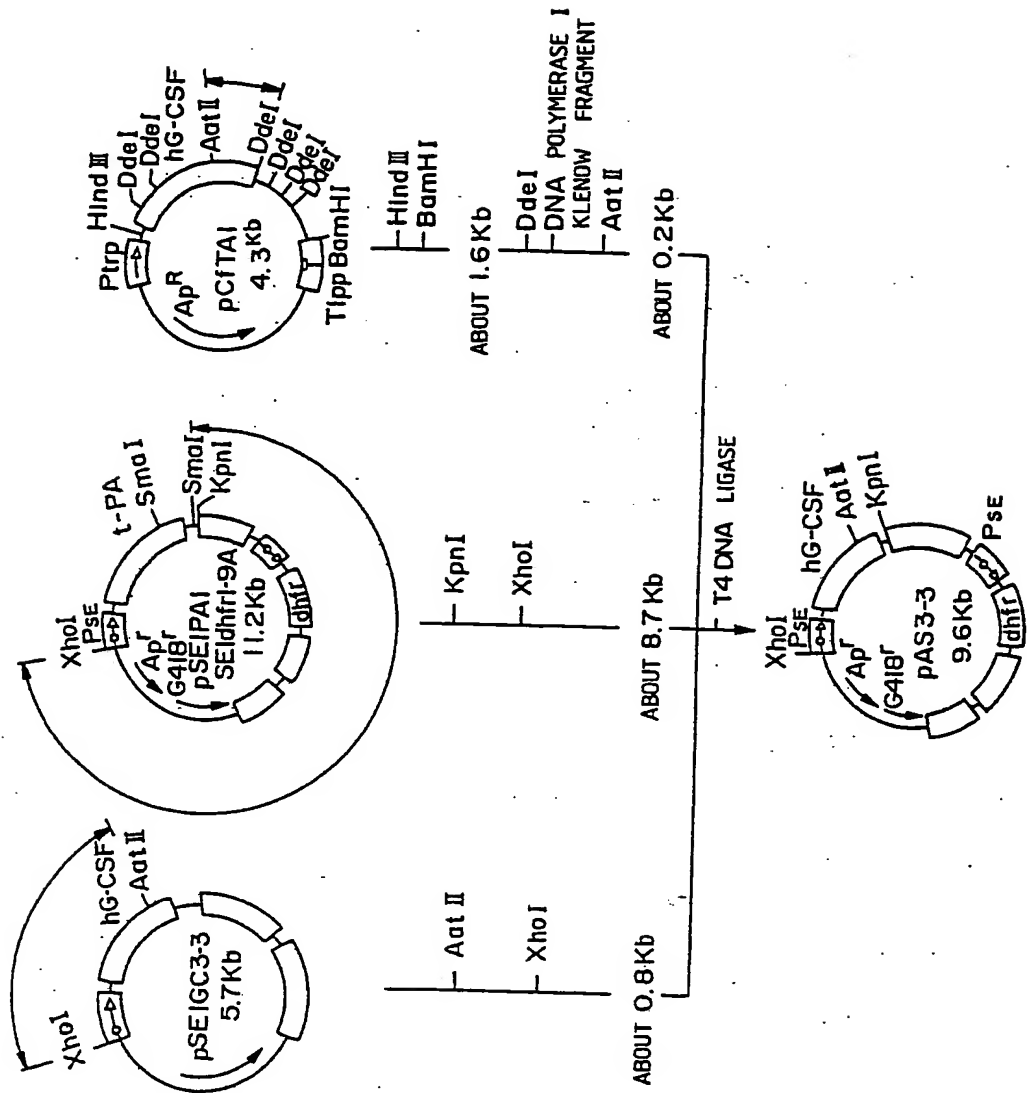 XhoI
hG-CSF
AatII
pSE1GC3-3
5.7Kb
AatII
XhoI
ABOUT 0.8Kb
XhoI
PSE
t-PA
SmaI
SmaI
KpnI
Apr
G418r
pSE1PA1
SE1dhfr1-9A
11.2Kb
dhfr
KpnI
XhoI
ABOUT 8.7Kb
Ptrp
HindIII
DdeI
DdeI
hG-CSF
AatII
DdeI
DdeI
DdeI
DdeI
ApR
pCfTA1
4.3Kb
Tlpp
BamHI
HindIII
BamHI
ABOUT 1.6Kb
DdeI
DNA POLYMERASE I
KLENOW FRAGMENT
AatII
ABOUT 0.2Kb
T4 DNA LIGASE
XhoI
PSE
hG-CSF
AatII
KpnI
Apr
G418r
pAS3-3
9.6Kb
PSE
dhfr